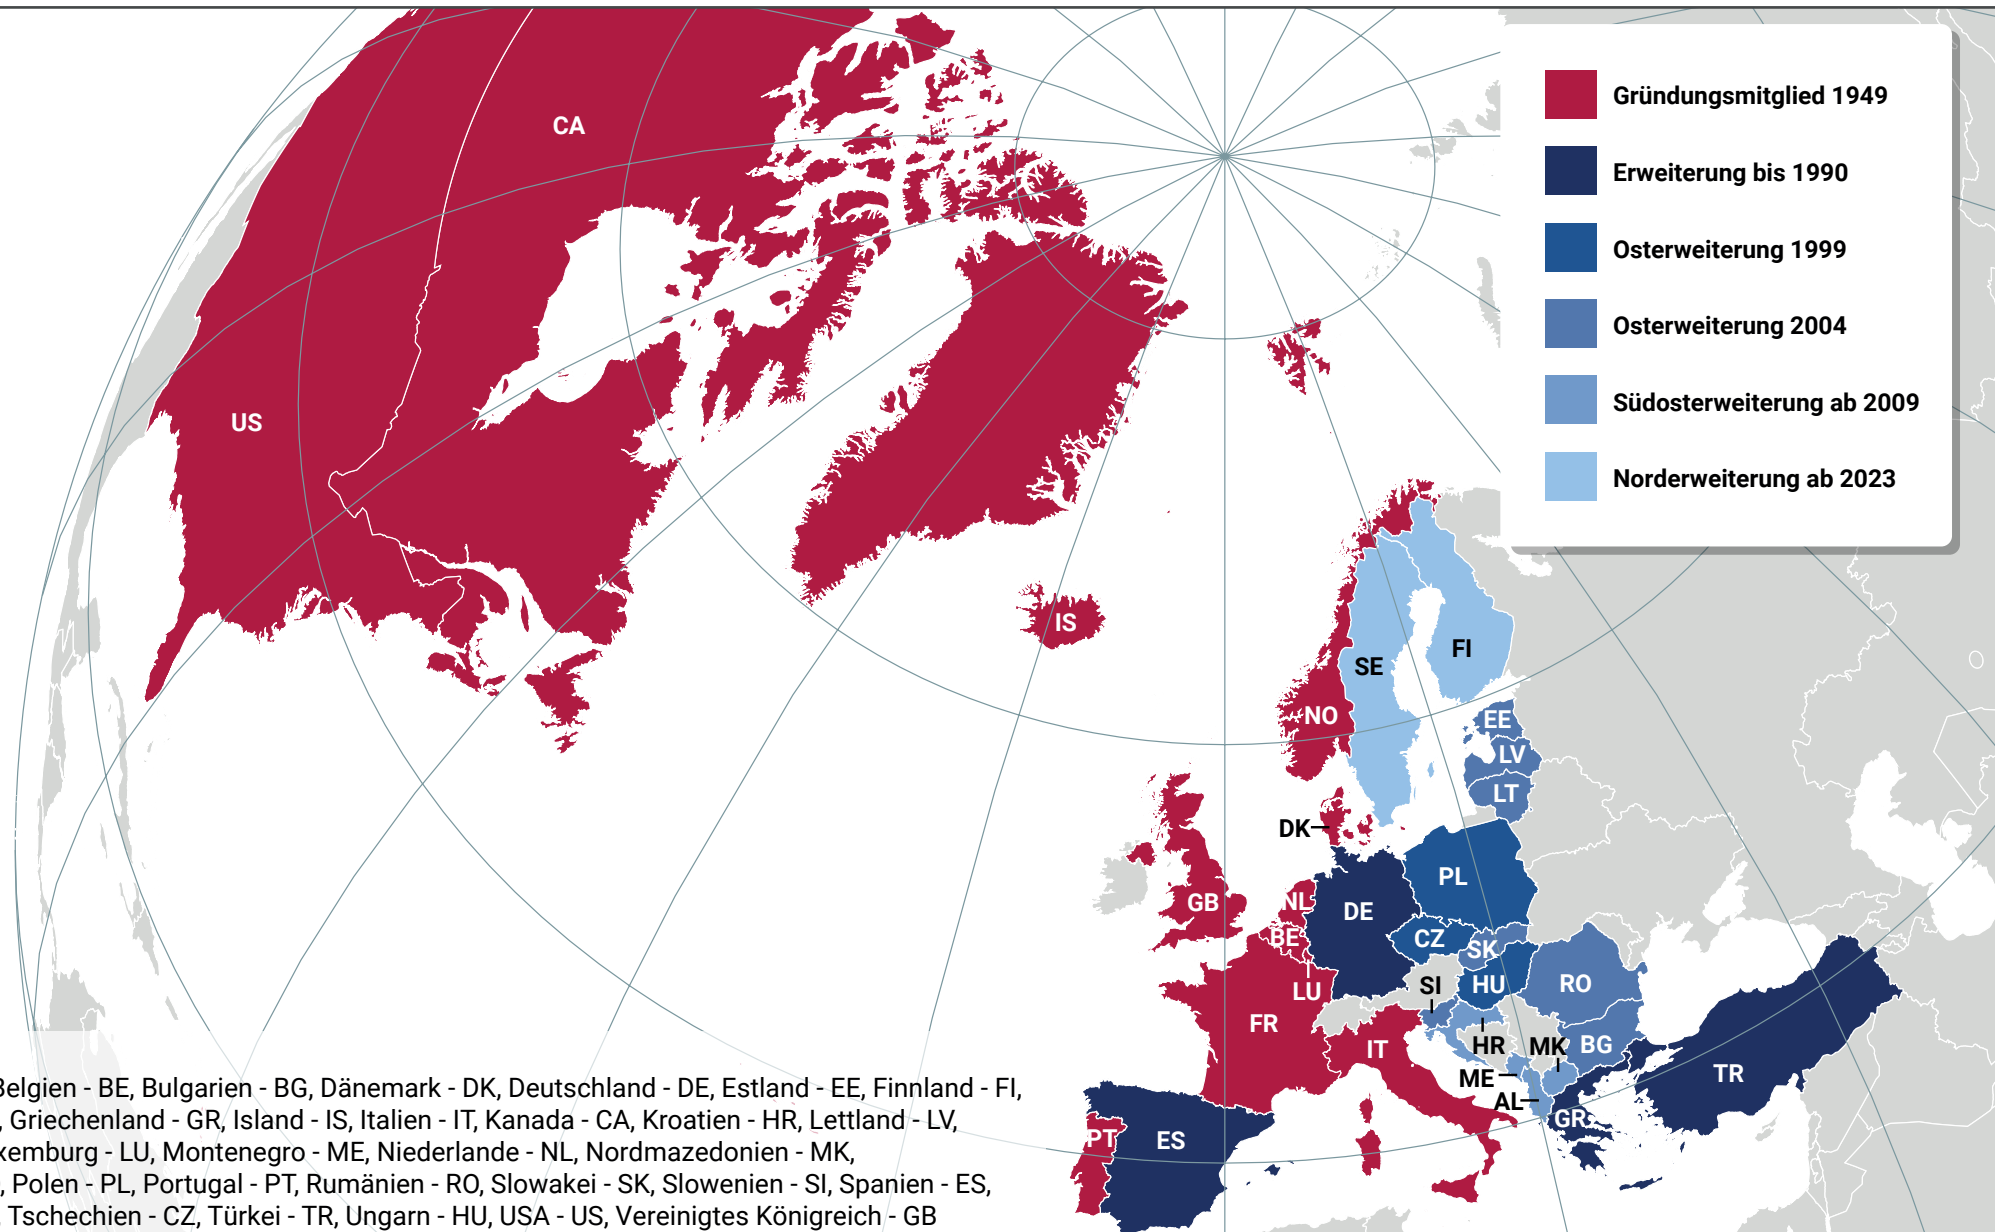 Gründungsmitglied 1949
Erweiterung bis 1990
Osterweiterung 1999
Osterweiterung 2004
Südosterweiterung ab 2009
Norderweiterung ab 2023
CA
US
IS
SE
FI
NO
EE
LV
LT
DK
PL
GB
NL
DE
BE
CZ
SK
LU
SI
HU
RO
FR
IT
HR
MK
BG
ME
TR
AL
GR
PT
ES
Belgien - BE, Bulgarien - BG, Dänemark - DK, Deutschland - DE, Estland - EE, Finnland - FI,
, Griechenland - GR, Island - IS, Italien - IT, Kanada - CA, Kroatien - HR, Lettland - LV,
xemburg - LU, Montenegro - ME, Niederlande - NL, Nordmazedonien - MK,
, Polen - PL, Portugal - PT, Rumänien - RO, Slowakei - SK, Slowenien - SI, Spanien - ES,
, Tschechien - CZ, Türkei - TR, Ungarn - HU, USA - US, Vereinigtes Königreich - GB